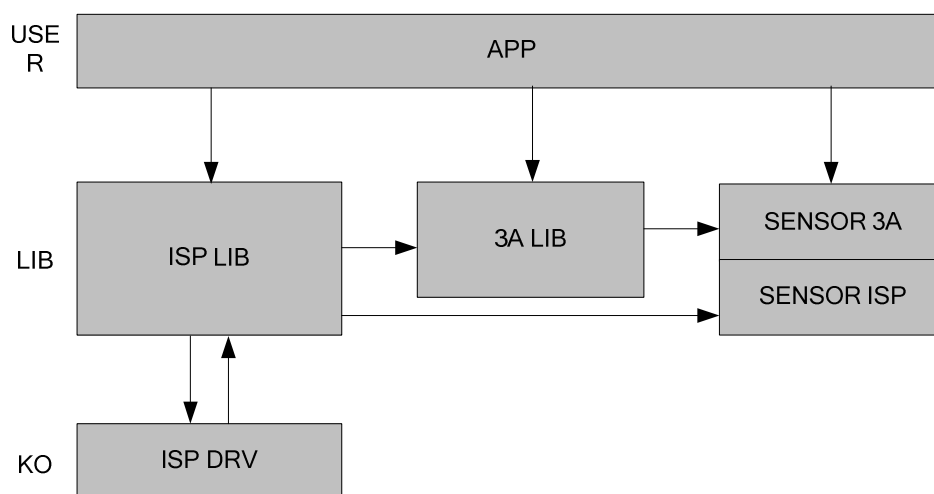 USE
R
APP
LIB
ISP LIB
3A LIB
SENSOR 3A
SENSOR ISP
KO
ISP DRV